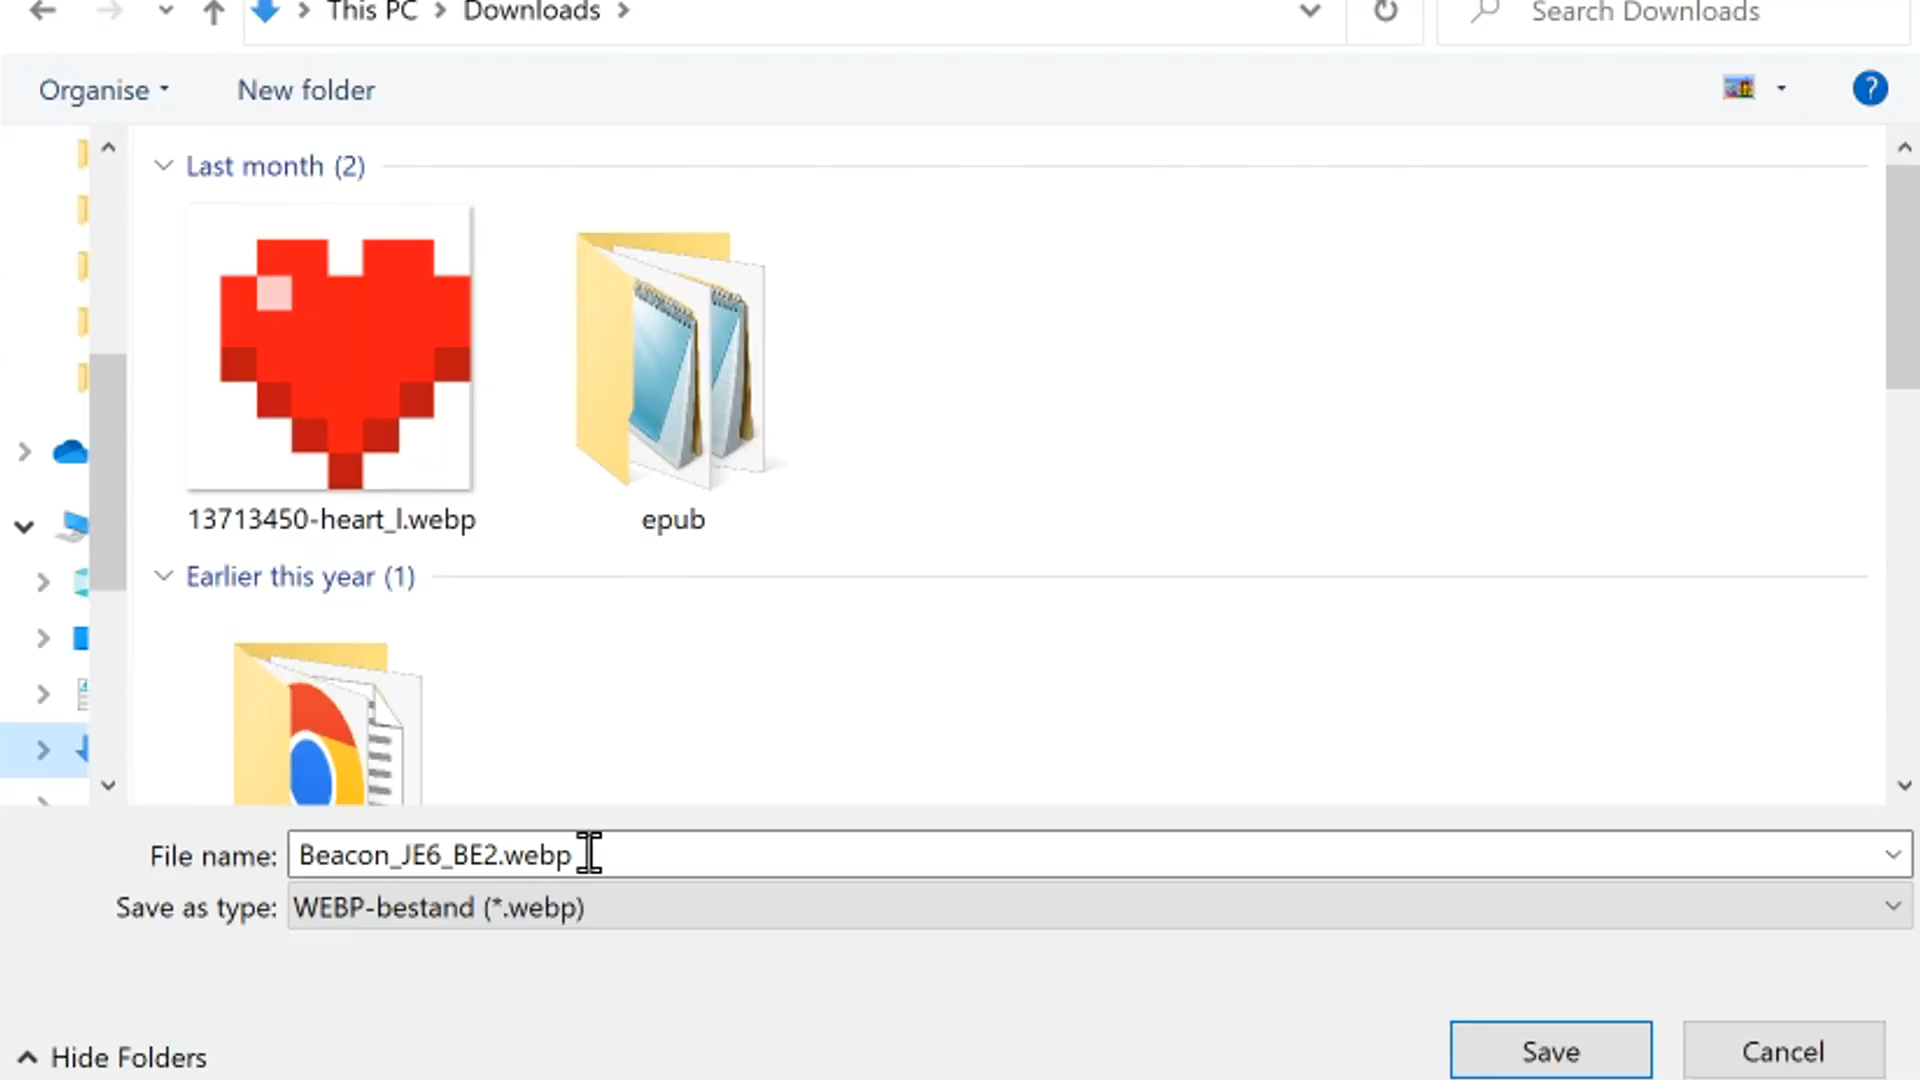 This PC > Downloads >
Search Downloads
Organise
New folder
Last month (2)
13713450-heart_l.webp
epub
Earlier this year (1)
File name: Beacon_JE6_BE2.webp
Save as type: WEBP-bestand (*.webp)
Hide Folders
Save
Cancel